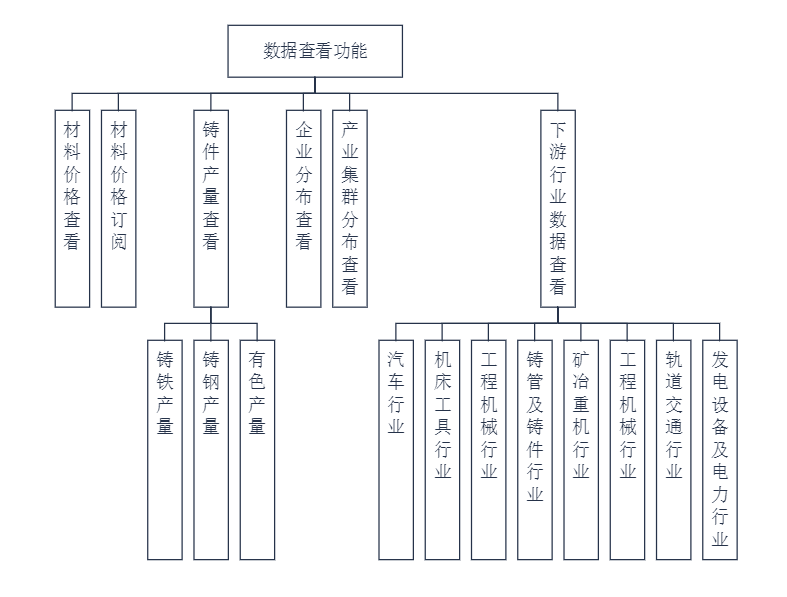 数据查看功能
材料价格查看
材料价格订阅
铸件产量查看
企业分布查看
产业集群分布查看
下游行业数据查看
铸铁产量
铸钢产量
有色产量
汽车行业
机床工具行业
工程机械行业
铸管及铸件行业
矿冶重机行业
工程机械行业
轨道交通行业
发电设备及电力行业